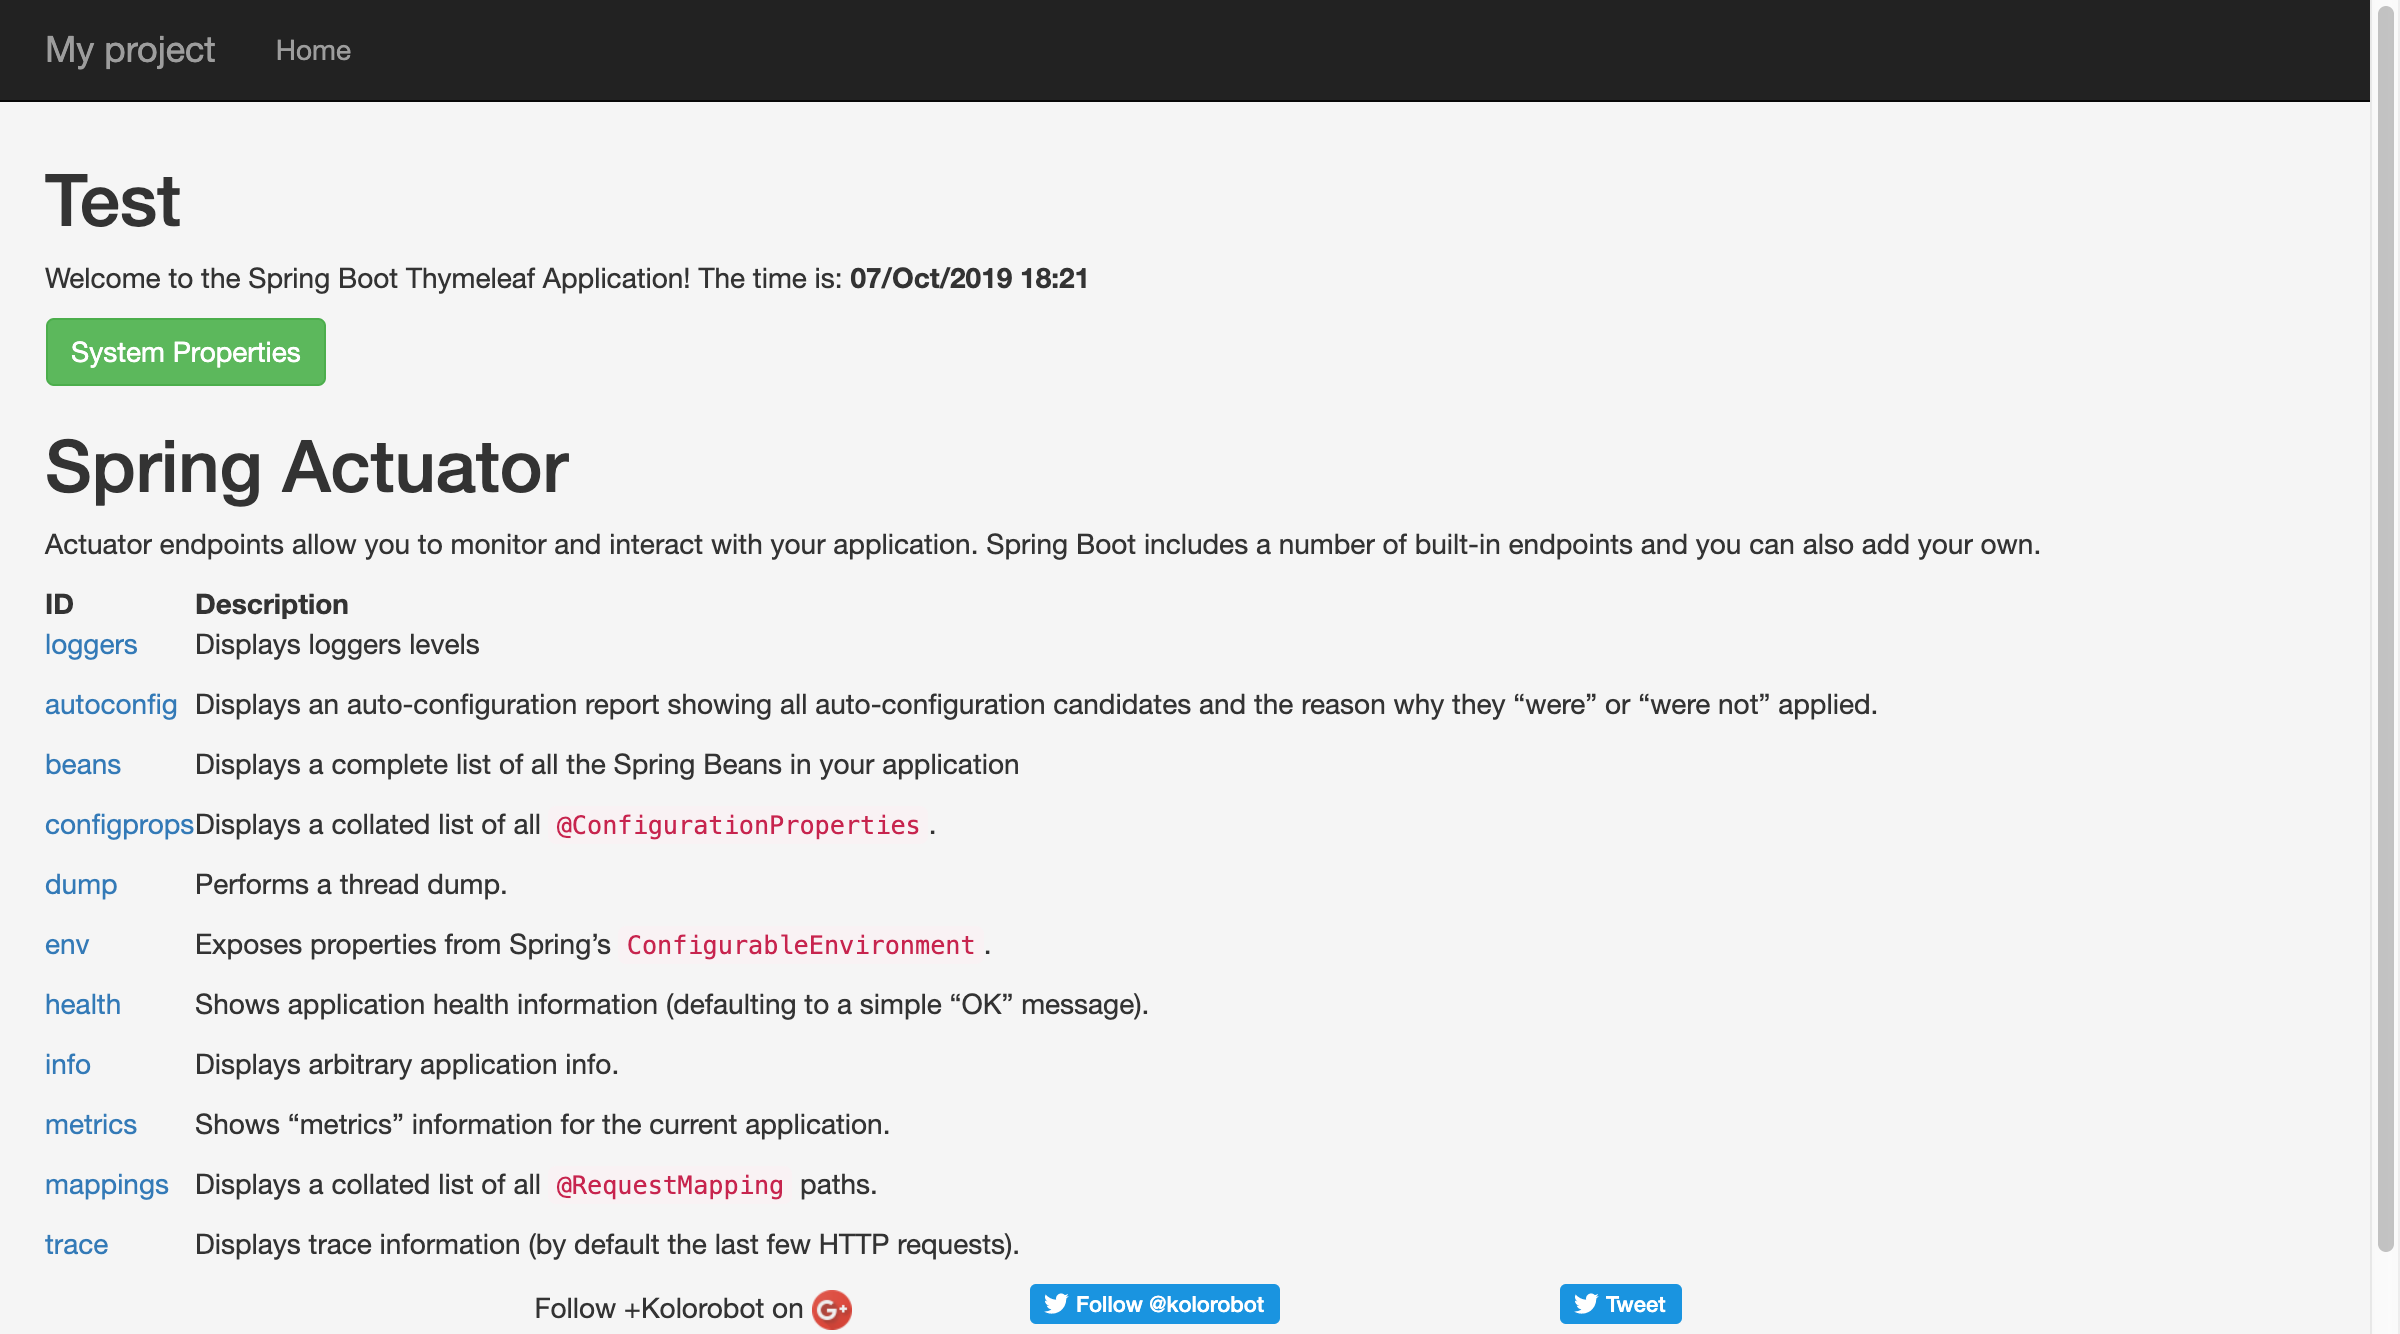 My project Home
Test
Welcome to the Spring Boot Thymeleaf Application! The time is: 07/Oct/2019 18:21
System Properties
Spring Actuator
Actuator endpoints allow you to monitor and interact with your application. Spring Boot includes a number of built-in endpoints and you can also add your own.
ID Description
loggers Displays loggers levels
autoconfig Displays an auto-configuration report showing all auto-configuration candidates and the reason why they “were” or “were not” applied.
beans Displays a complete list of all the Spring Beans in your application
configprops Displays a collated list of all @ConfigurationProperties .
dump Performs a thread dump.
env Exposes properties from Spring’s ConfigurableEnvironment .
health Shows application health information (defaulting to a simple “OK” message).
info Displays arbitrary application info.
metrics Shows “metrics” information for the current application.
mappings Displays a collated list of all @RequestMapping paths.
trace Displays trace information (by default the last few HTTP requests).
Follow +Kolorobot on G+ Follow @kolorobot Tweet